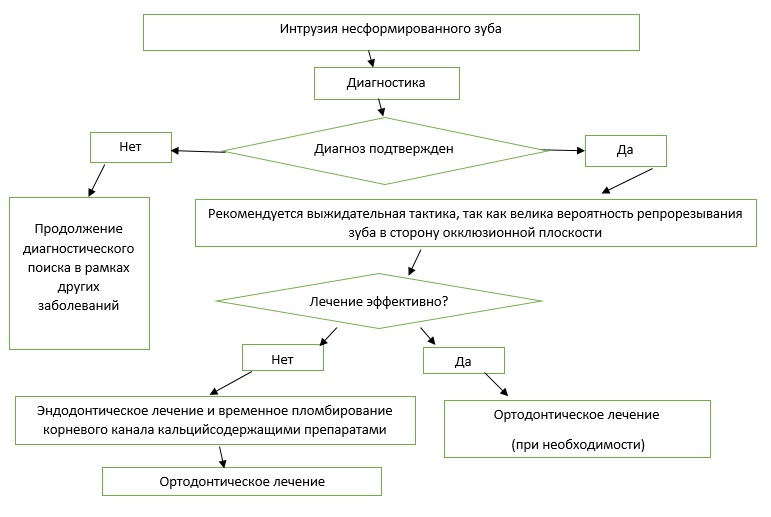 Интрузия несформированного зуба
Диагностика
Диагноз подтвержден
Нет
Да
Продолжение
диагностического
поиска в рамках
других
заболеваний
Рекомендуется выжидательная тактика, так как велика вероятность репрорезывания
зуба в сторону окклюзионной плоскости
Лечение эффективно?
Нет
Да
Эндодонтическое лечение и временное пломбирование
корневого канала кальцийсодержащими препаратами
Ортодонтическое лечение
(при необходимости)
Ортодонтическое лечение